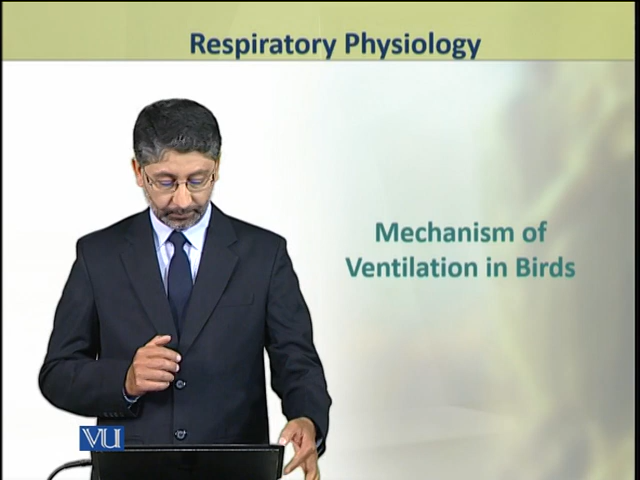 Respiratory Physiology
Mechanism of
Ventilation in Birds
VU